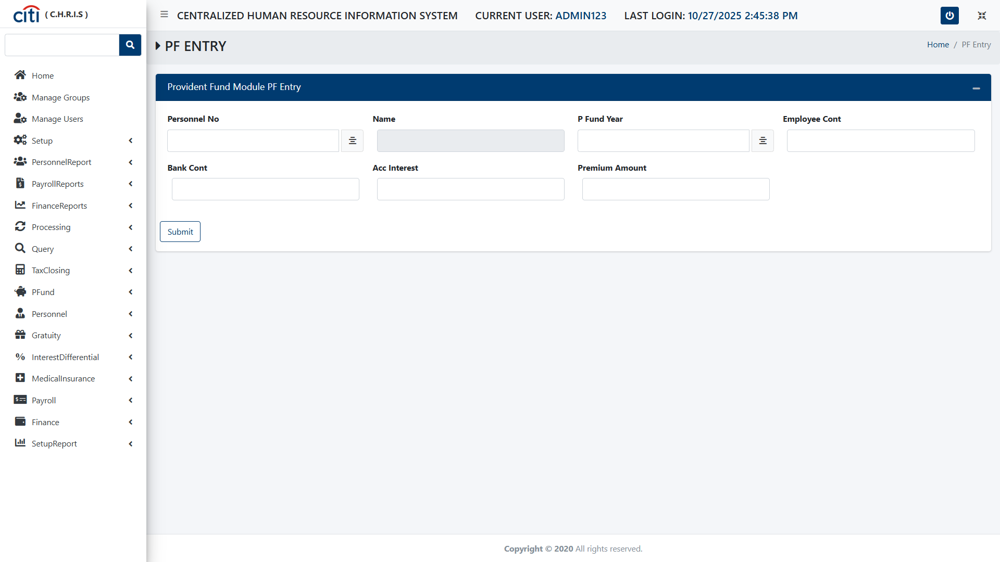 citi ( C.H.R.I.S )
CENTRALIZED HUMAN RESOURCE INFORMATION SYSTEM CURRENT USER: ADMIN123 LAST LOGIN: 10/27/2025 2:45:38 PM
PF ENTRY
Home / PF Entry
Home
Manage Groups
Manage Users
Setup
PersonnelReport
PayrollReports
FinanceReports
Processing
Query
TaxClosing
PFund
Personnel
Gratuity
InterestDifferential
MedicalInsurance
Payroll
Finance
SetupReport
Provident Fund Module PF Entry
Personnel No Name P Fund Year Employee Cont
Bank Cont Acc Interest Premium Amount
Submit
Copyright © 2020 All rights reserved.